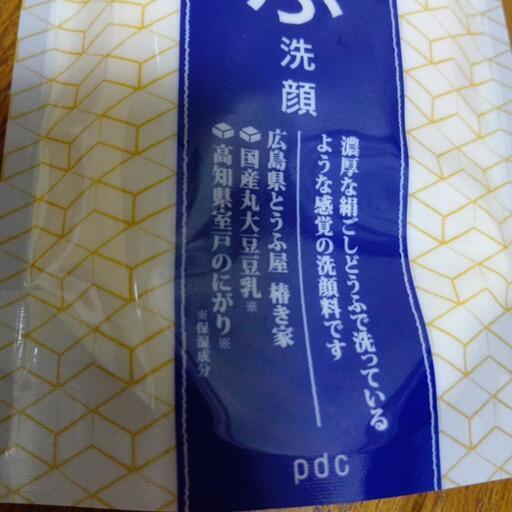 ふ
洗顔
濃厚な絹ごしどうふで洗っている
ような感覚の洗顔料です
広島県とうふ屋 椿き家
国産丸大豆豆乳※
高知県室戸のにがり※
※保湿成分
pdc